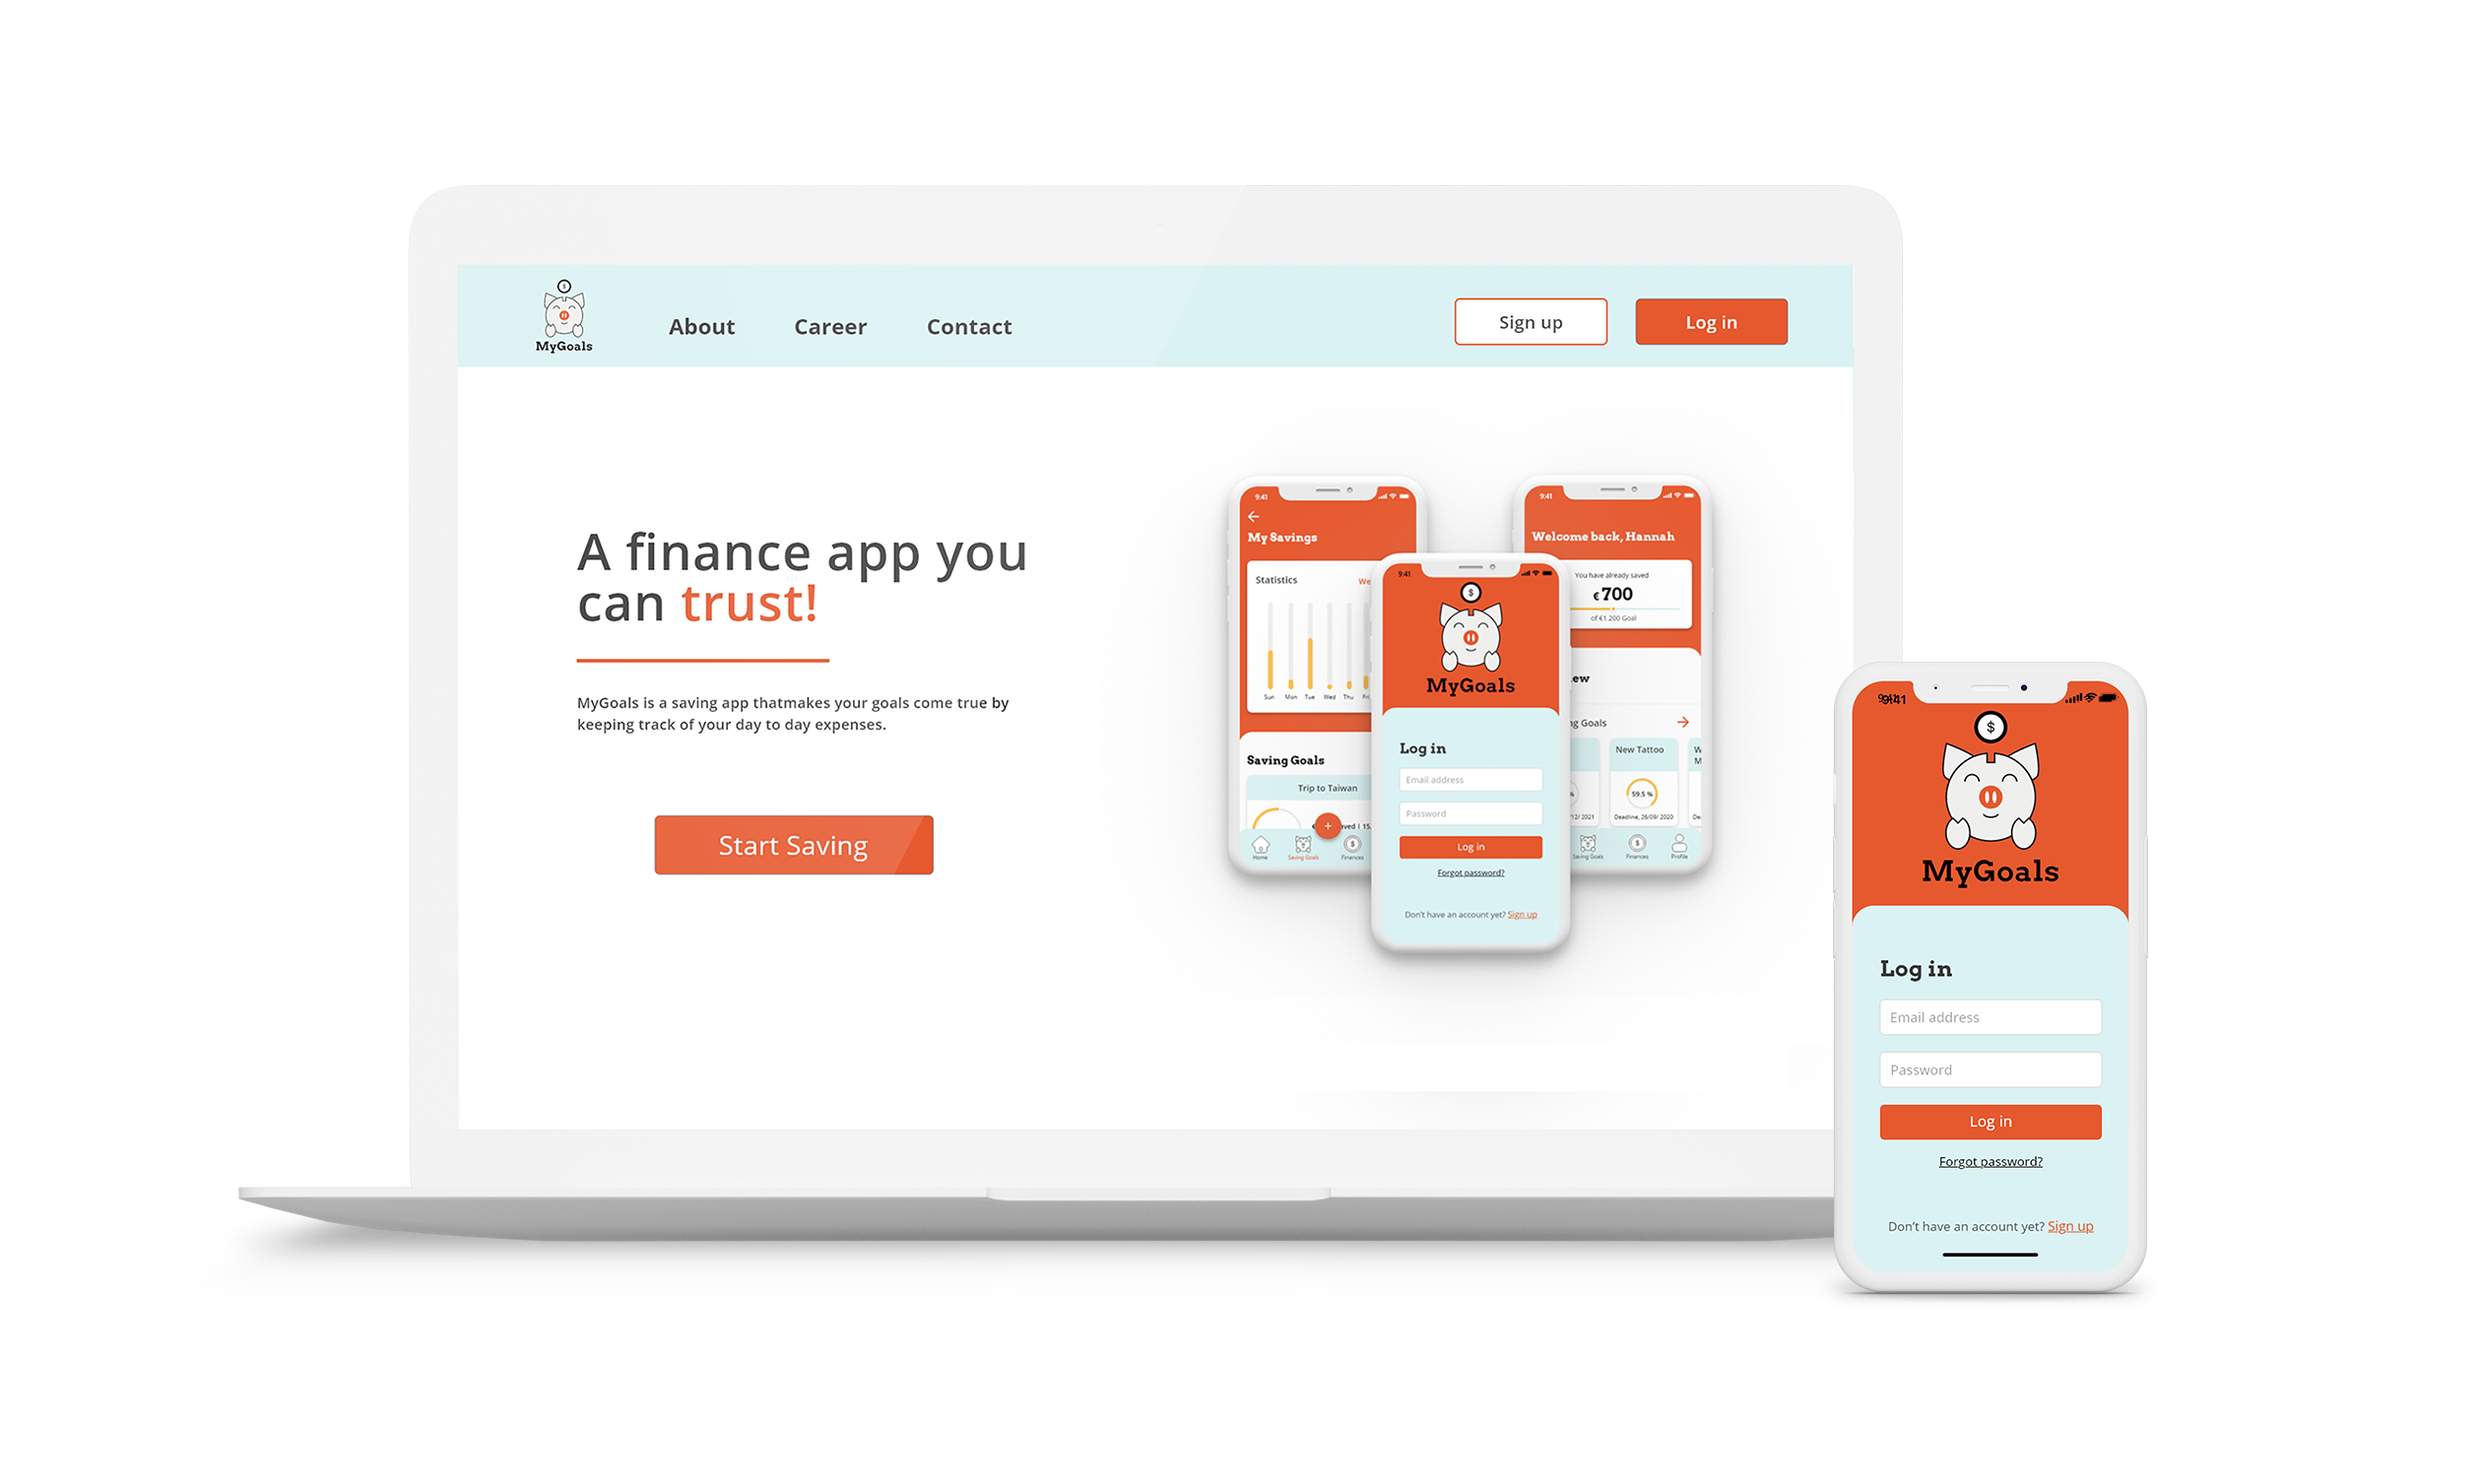 $
MyGoals
About
Career
Contact
Sign up
Log in
A finance app you
can trust!
MyGoals is a saving app thatmakes your goals come true by
keeping track of your day to day expenses.
Start Saving
9:41
My Savings
Statistics
We
Sun Mon Tue Wed Thu Fri
Saving Goals
Trip to Taiwan
ved | 15.
+
Home
Saving Goals
$
Finances
9:41
$
MyGoals
Log in
Email address
Password
Log in
Forgot password?
Don't have an account yet? Sign up
9:41
Welcome back, Hannah
You have already saved
€700
of €1.200 Goal
ew
ng Goals
New Tattoo
W
M
%
59.5 %
12/ 2021
Deadline, 26/09/ 2020
De
Saving Goals
$
Finances
Profile
9:41
$
MyGoals
Log in
Email address
Password
Log in
Forgot password?
Don't have an account yet? Sign up